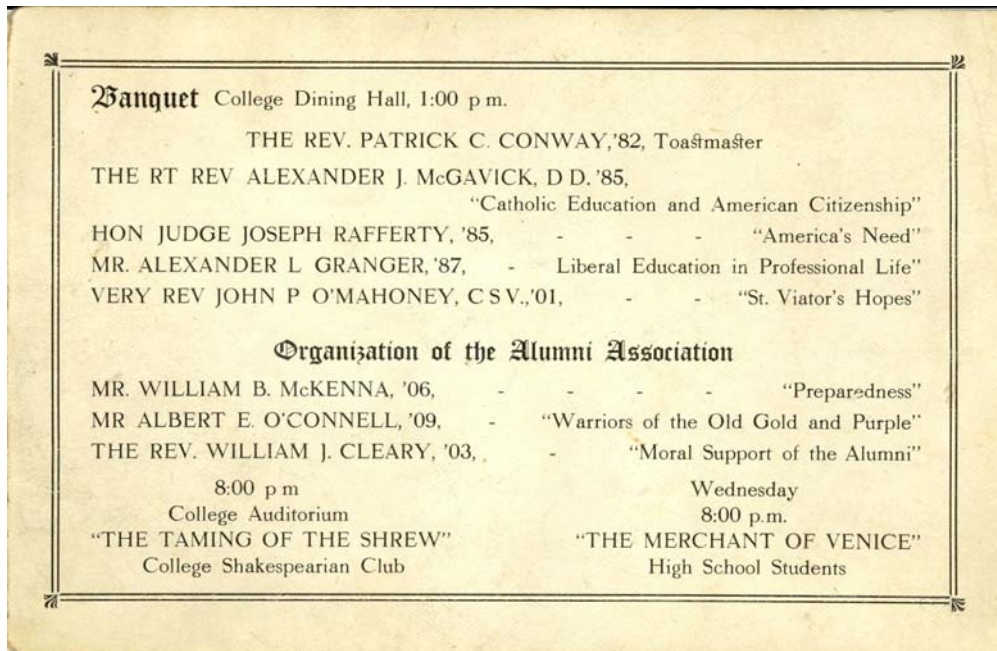 Banquet College Dining Hall, 1:00 p m.
THE REV. PATRICK C. CONWAY,'82, Toastmaster
THE RT REV ALEXANDER J. McGAVICK, D D. '85,
"Catholic Education and American Citizenship"
HON JUDGE JOSEPH RAFFERTY, '85, - - - "America's Need"
MR. ALEXANDER L GRANGER, '87, - Liberal Education in Professional Life"
VERY REV JOHN P O'MAHONEY, C S V.,'01, - - "St. Viator's Hopes"
Organization of the Alumni Association
MR. WILLIAM B. McKENNA, '06, - - - - "Preparedness"
MR ALBERT E. O'CONNELL, '09, - "Warriors of the Old Gold and Purple"
THE REV. WILLIAM J. CLEARY, '03, - "Moral Support of the Alumni"
8:00 p m
College Auditorium
"THE TAMING OF THE SHREW"
College Shakespearian Club
Wednesday
8:00 p.m.
"THE MERCHANT OF VENICE"
High School Students